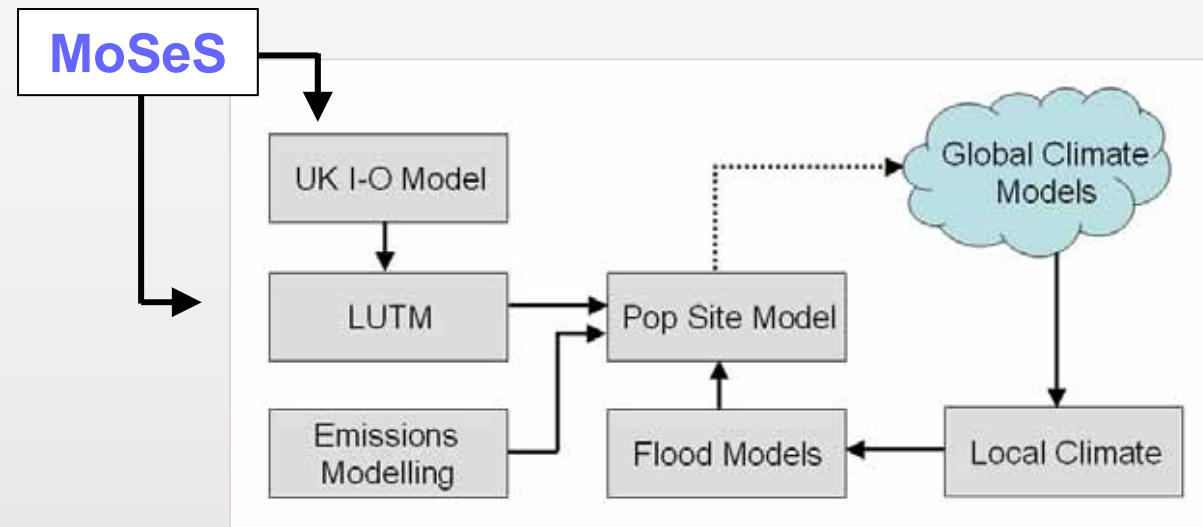 MoSeS
UK I-O Model
Global Climate
Models
LUTM
Pop Site Model
Emissions
Modelling
Flood Models
Local Climate